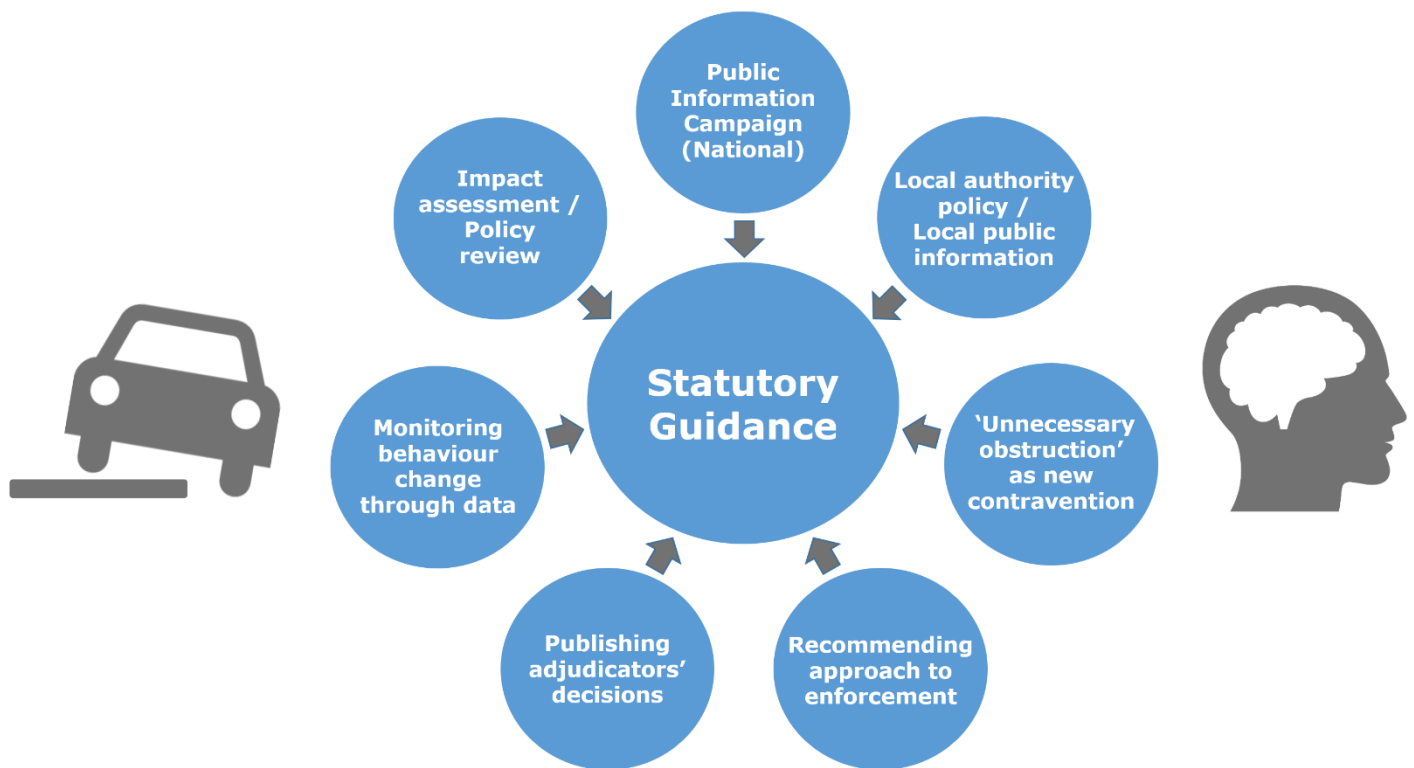 Public
Information
Campaign
(National)
Impact
assessment /
Policy
review
Local authority
policy /
Local public
information
Statutory
Guidance
Monitoring
behaviour
change
through data
‘Unnecessary
obstruction’
as new
contravention
Publishing
adjudicators’
decisions
Recommending
approach to
enforcement